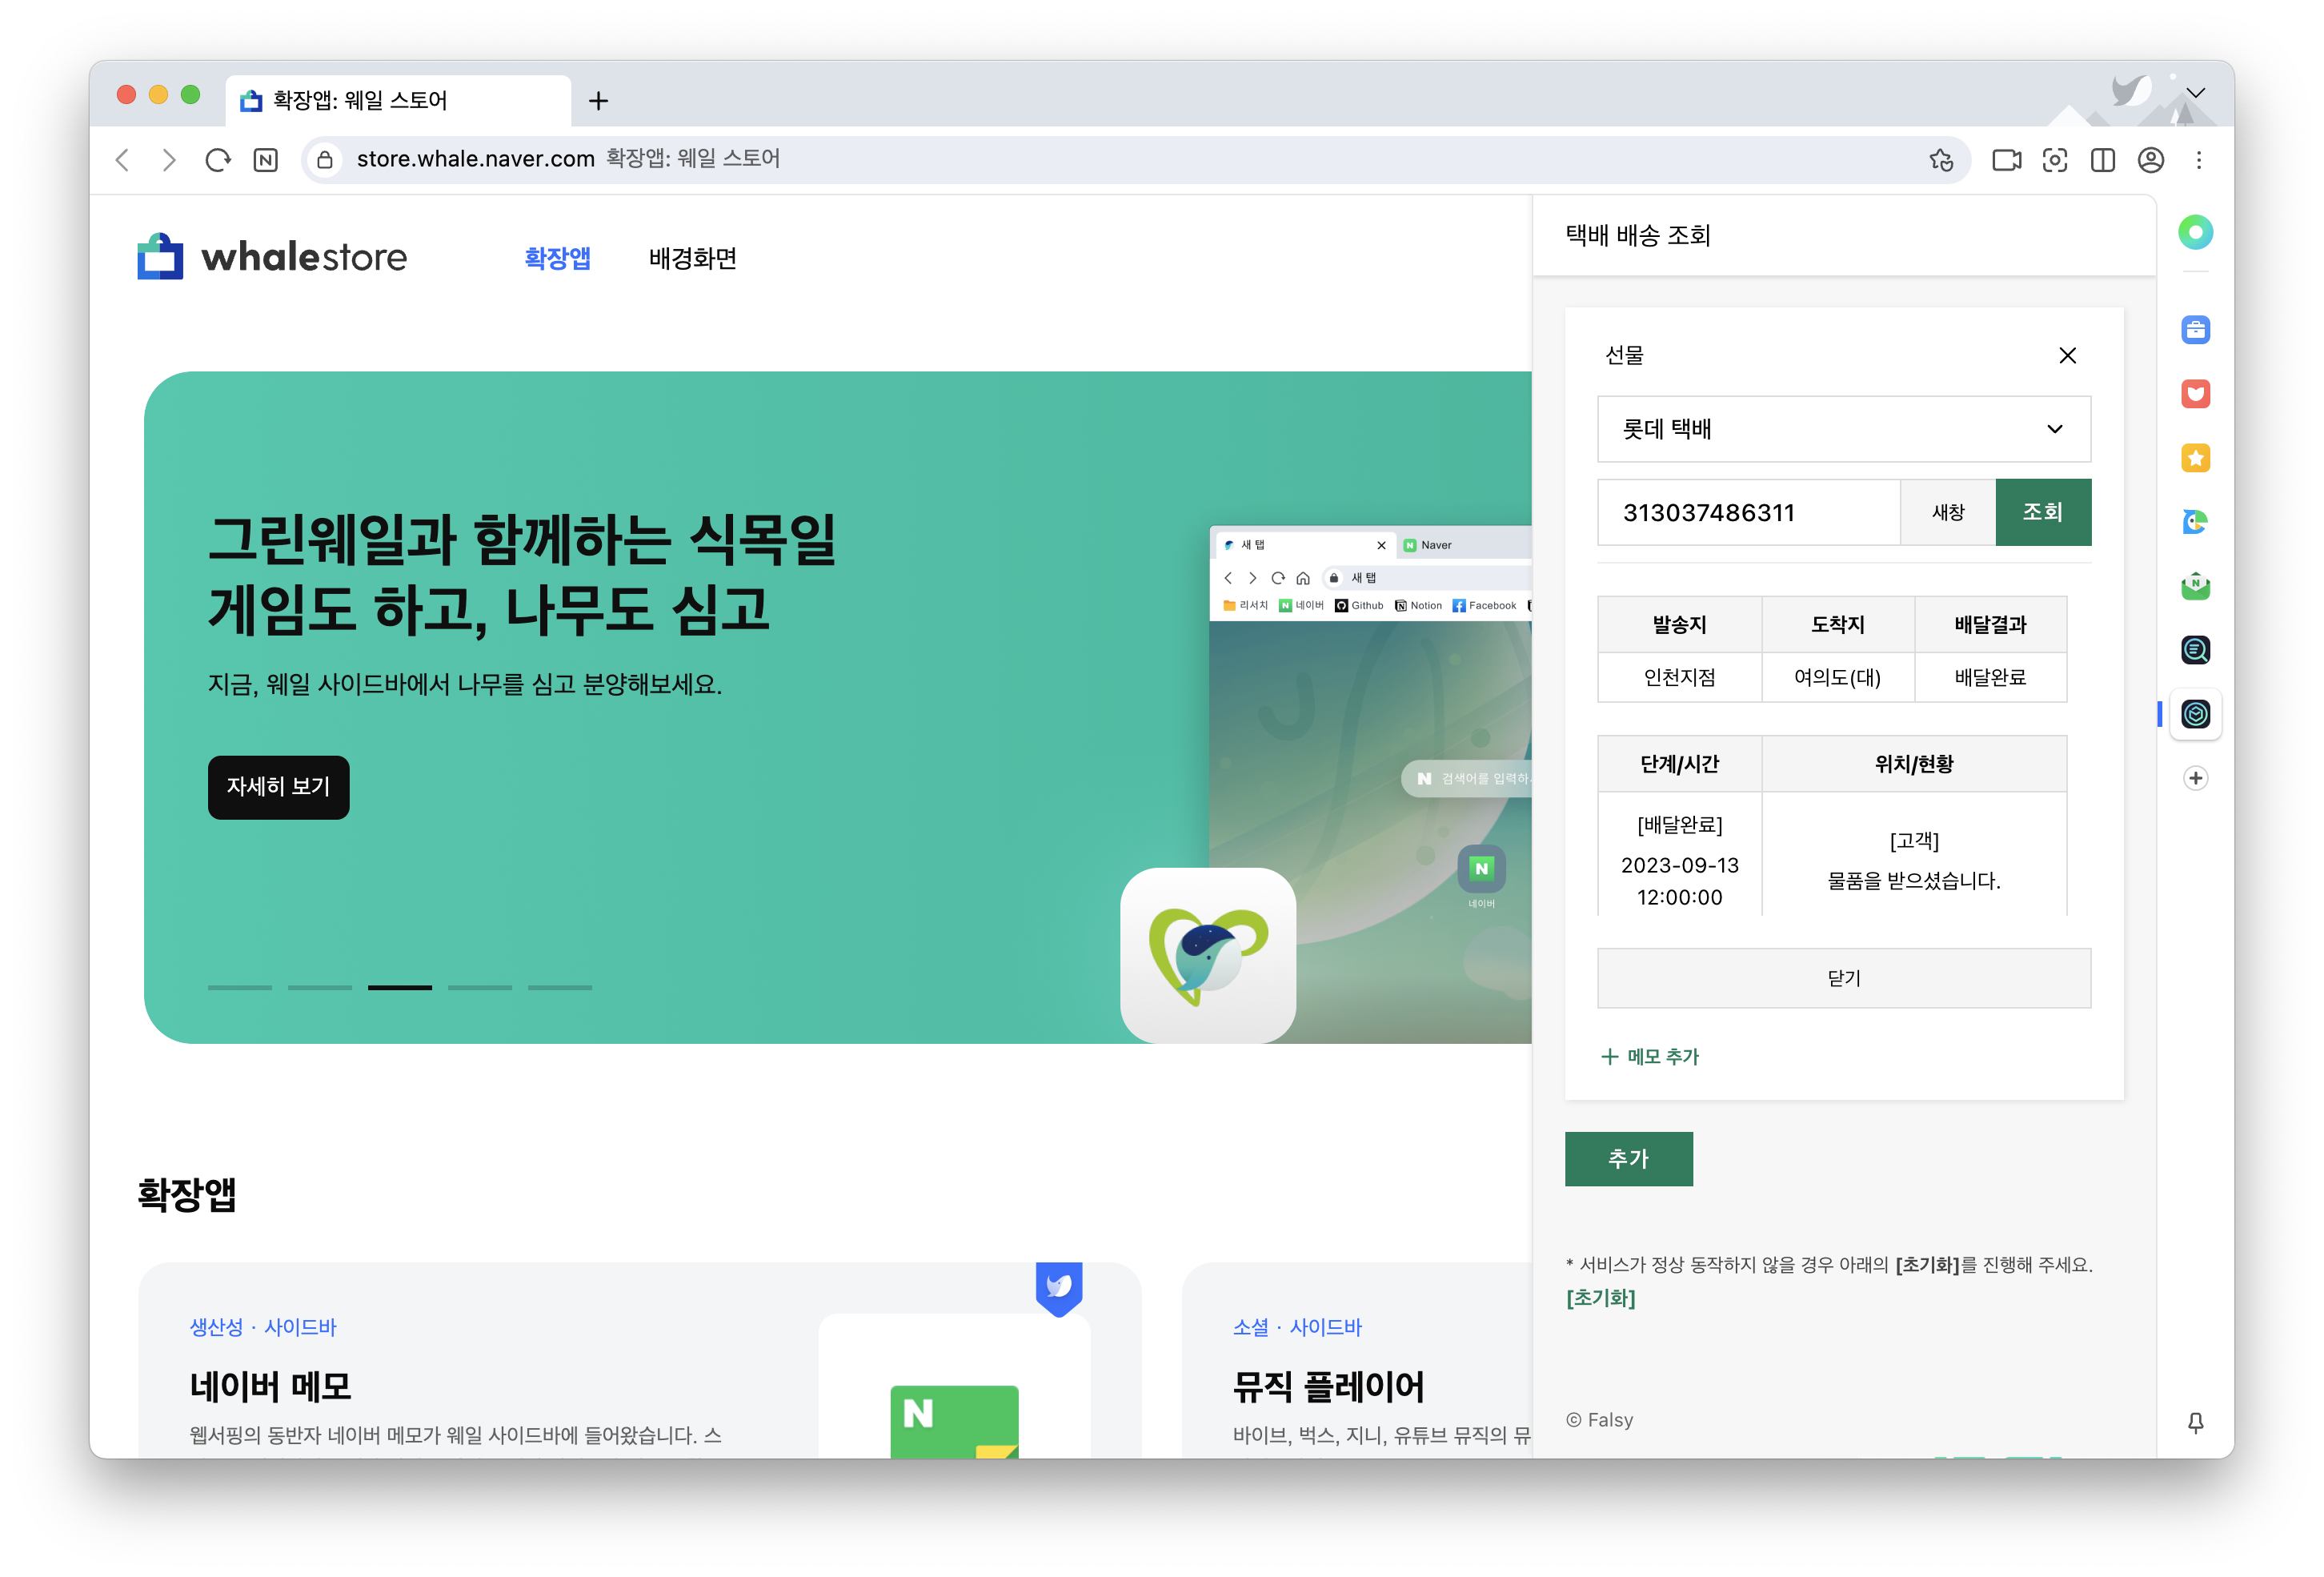 확장앱: 웨일 스토어
store.whale.naver.com 확장앱: 웨일 스토어
whalestore
확장앱
배경화면
그린웨일과 함께하는 식목일
게임도 하고, 나무도 심고
지금, 웨일 사이드바에서 나무를 심고 분양해보세요.
자세히 보기
새 탭
Naver
새 탭
리서치
네이버
Github
Notion
Facebook
N 검색어를 입력하
N
네이버
확장앱
생산성 · 사이드바
네이버 메모
웹서핑의 동반자 네이버 메모가 웨일 사이드바에 들어왔습니다. 스
N
소셜 · 사이드바
뮤직 플레이어
바이브, 벅스, 지니, 유튜브 뮤직의 뮤
택배 배송 조회
선물
롯데 택배
313037486311
새창
조회
발송지 도착지 배달결과
인천지점 여의도(대) 배달완료
단계/시간 위치/현황
[배달완료]
2023-09-13
12:00:00
[고객]
물품을 받으셨습니다.
닫기
+ 메모 추가
추가
* 서비스가 정상 동작하지 않을 경우 아래의 [초기화]를 진행해 주세요.
[초기화]
© Falsy